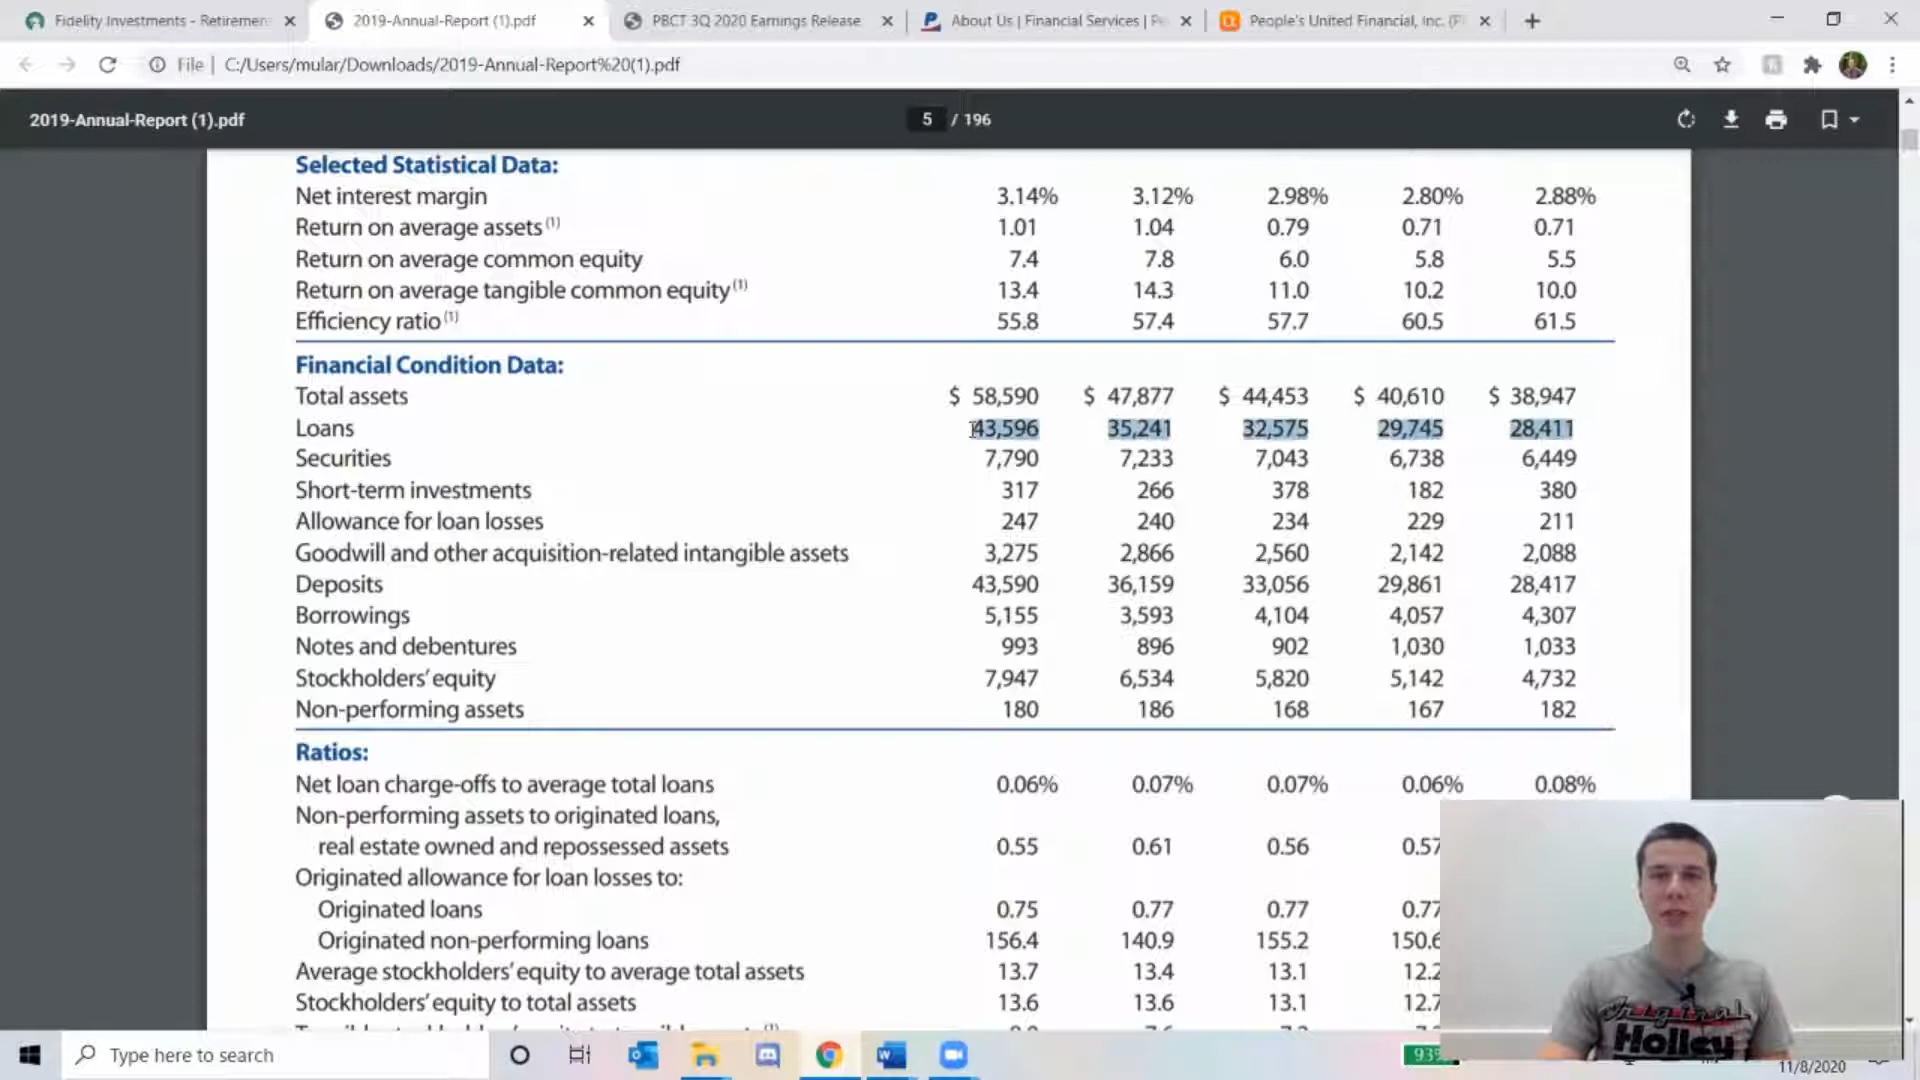 Fidelity Investments - Retiremen
2019-Annual-Report (1).pdf
PBCT 3Q 2020 Earnings Release
About Us | Financial Services | Pe
People's United Financial, Inc. (P
File | C:/Users/mular/Downloads/2019-Annual-Report%20(1).pdf
2019-Annual-Report (1).pdf
5 / 196
Selected Statistical Data:
Net interest margin 3.14% 3.12% 2.98% 2.80% 2.88%
Return on average assets (1) 1.01 1.04 0.79 0.71 0.71
Return on average common equity 7.4 7.8 6.0 5.8 5.5
Return on average tangible common equity (1) 13.4 14.3 11.0 10.2 10.0
Efficiency ratio (1) 55.8 57.4 57.7 60.5 61.5
Financial Condition Data:
Total assets $ 58,590 $ 47,877 $ 44,453 $ 40,610 $ 38,947
Loans 43,596 35,241 32,575 29,745 28,411
Securities 7,790 7,233 7,043 6,738 6,449
Short-term investments 317 266 378 182 380
Allowance for loan losses 247 240 234 229 211
Goodwill and other acquisition-related intangible assets 3,275 2,866 2,560 2,142 2,088
Deposits 43,590 36,159 33,056 29,861 28,417
Borrowings 5,155 3,593 4,104 4,057 4,307
Notes and debentures 993 896 902 1,030 1,033
Stockholders' equity 7,947 6,534 5,820 5,142 4,732
Non-performing assets 180 186 168 167 182
Ratios:
Net loan charge-offs to average total loans 0.06% 0.07% 0.07% 0.06% 0.08%
Non-performing assets to originated loans,
real estate owned and repossessed assets 0.55 0.61 0.56 0.57
Originated allowance for loan losses to:
Originated loans 0.75 0.77 0.77 0.77
Originated non-performing loans 156.4 140.9 155.2 150.6
Average stockholders' equity to average total assets 13.7 13.4 13.1 12.2
Stockholders' equity to total assets 13.6 13.6 13.1 12.7
Original
Holley
Type here to search
93%
11/8/2020